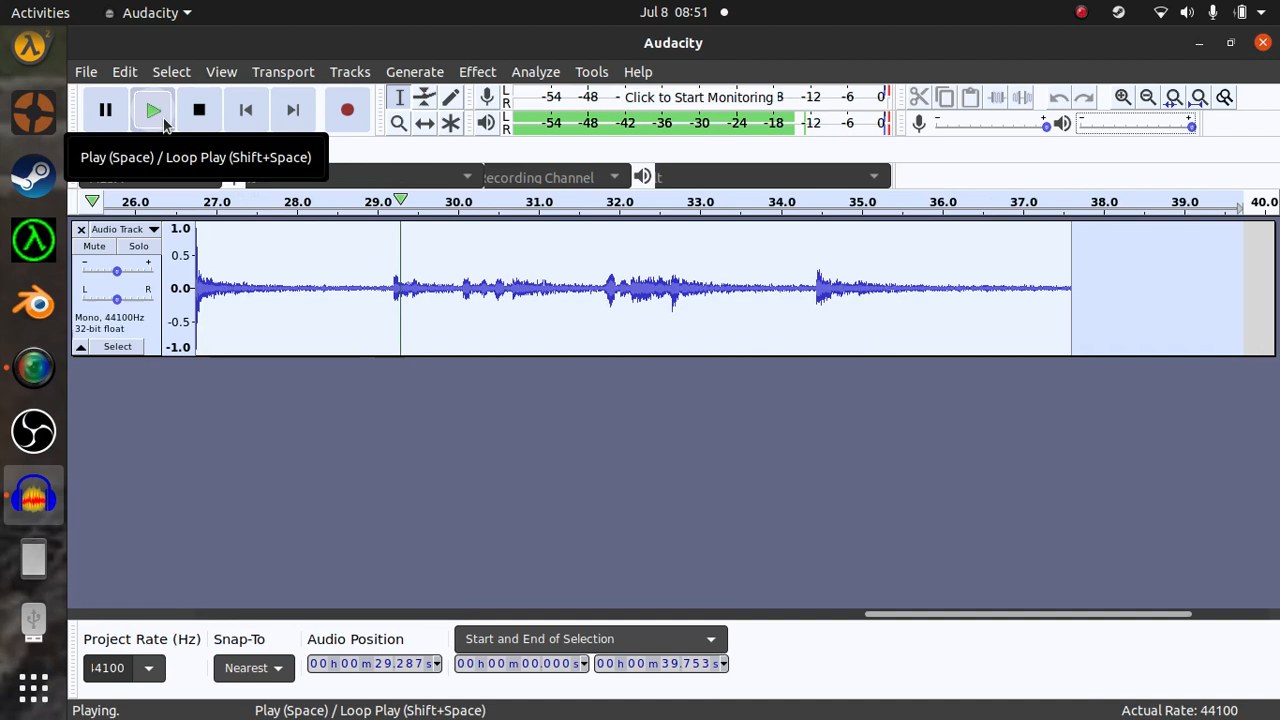 Activities Audacity Jul 8 08:51
Audacity
File Edit Select View Transport Tracks Generate Effect Analyze Tools Help
L R -54 -48 - Click to Start Monitoring 8 -12 -6 0
L R -54 -48 -42 -36 -30 -24 -18 -12 -6 0
Play (Space) / Loop Play (Shift+Space)
ecording Channel
26.0 27.0 28.0 29.0 30.0 31.0 32.0 33.0 34.0 35.0 36.0 37.0 38.0 39.0 40.0
Audio Track 1.0
Mute Solo 0.5
- +
L R 0.0
Mono, 44100Hz
32-bit float -0.5
Select -1.0
Project Rate (Hz) Snap-To Audio Position Start and End of Selection
44100 Nearest 00 h 00 m 29.287 s 00 h 00 m 00.000 s 00 h 00 m 39.753 s
Playing. Play (Space) / Loop Play (Shift+Space) Actual Rate: 44100